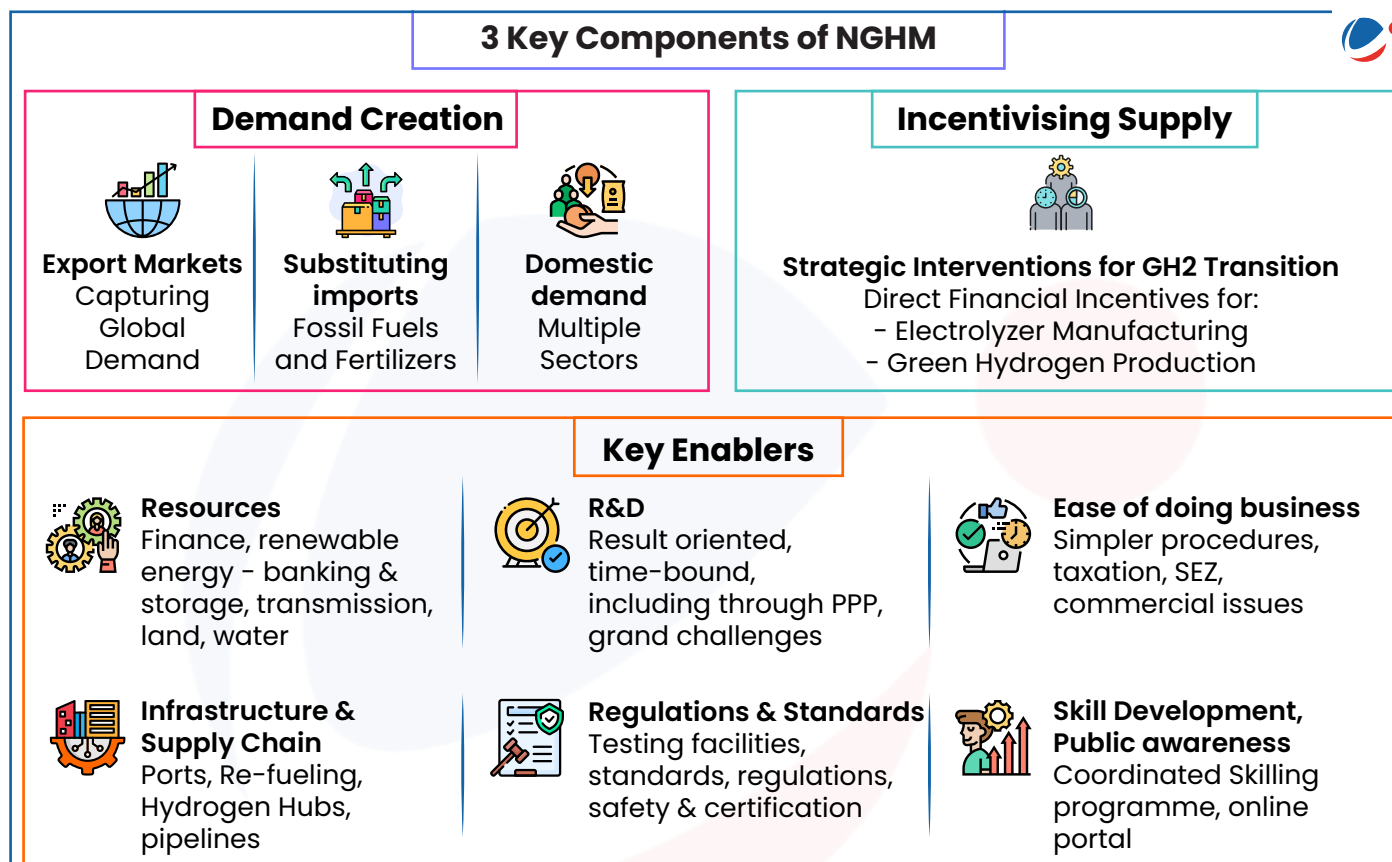 3 Key Components of NGHM
Demand Creation
Export Markets
Capturing
Global
Demand
Substituting
imports
Fossil Fuels
and Fertilizers
Domestic
demand
Multiple
Sectors
Incentivising Supply
Strategic Interventions for GH2 Transition
Direct Financial Incentives for:
- Electrolyzer Manufacturing
- Green Hydrogen Production
Key Enablers
Resources
Finance, renewable
energy - banking &
storage, transmission,
land, water
R&D
Result oriented,
time-bound,
including through PPP,
grand challenges
Ease of doing business
Simpler procedures,
taxation, SEZ,
commercial issues
Infrastructure &
Supply Chain
Ports, Re-fueling,
Hydrogen Hubs,
pipelines
Regulations & Standards
Testing facilities,
standards, regulations,
safety & certification
Skill Development,
Public awareness
Coordinated Skilling
programme, online
portal